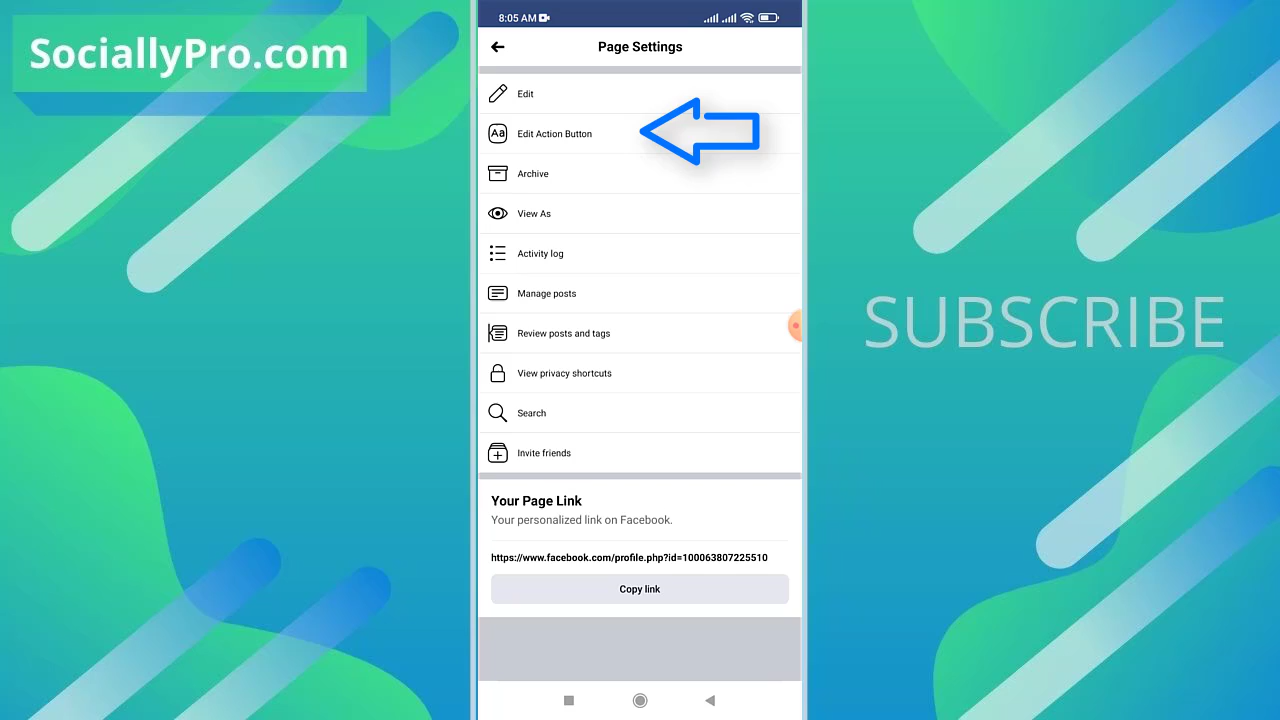 SociallyPro.com
8:05 AM
Page Settings
Edit
Aa
Edit Action Button
Archive
View As
Activity log
Manage posts
Review posts and tags
View privacy shortcuts
Search
Invite friends
Your Page Link
Your personalized link on Facebook.
https://www.facebook.com/profile.php?id=100063807225510
Copy link
SUBSCRIBE